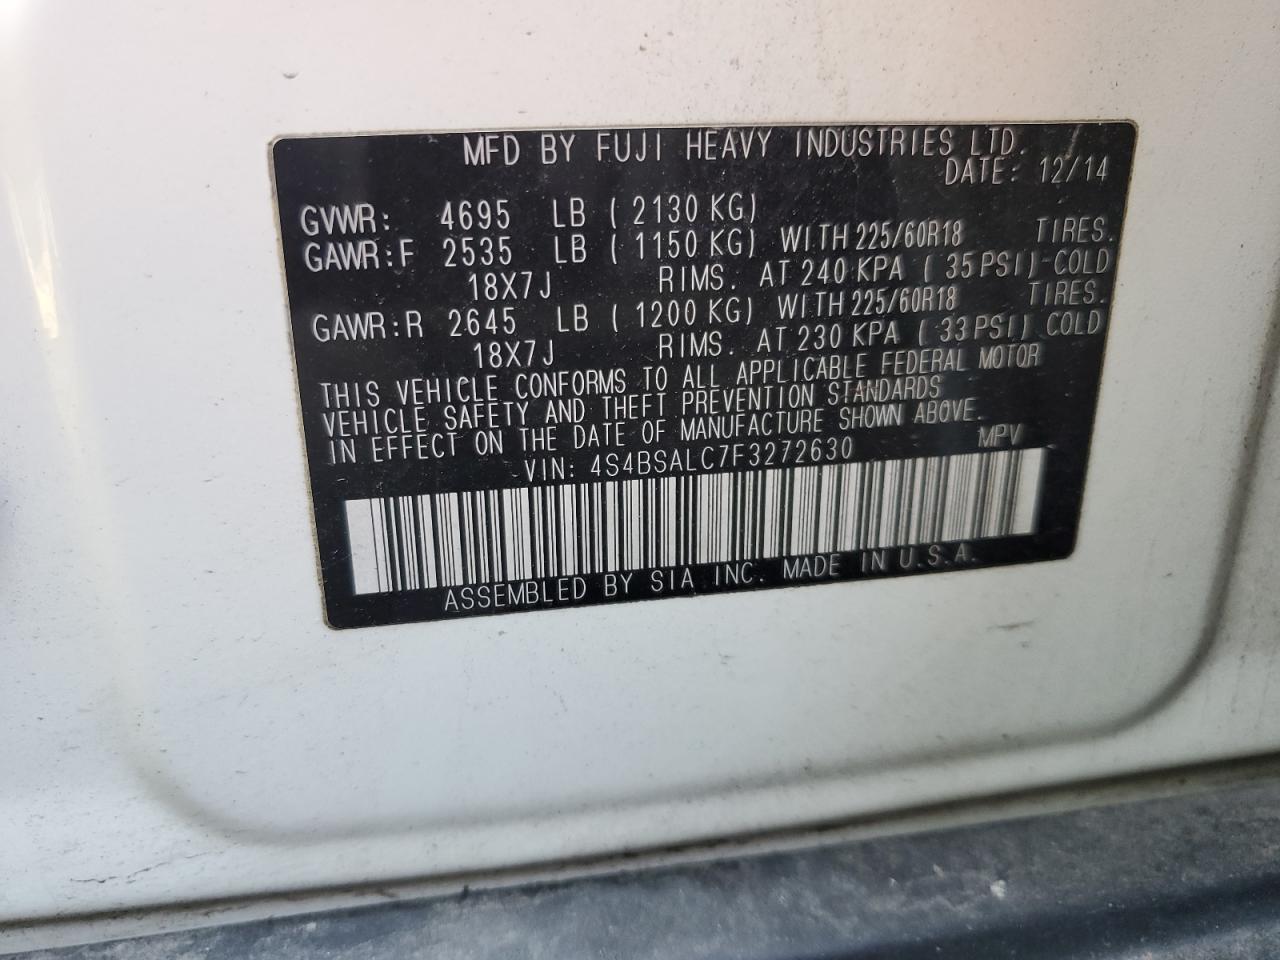 MFD BY FUJI HEAVY INDUSTRIES LTD.
DATE: 12/14
GVWR: 4695 LB ( 2130 KG)
GAWR:F 2535 LB ( 1150 KG) WITH 225/60R18 TIRES.
18X7J RIMS. AT 240 KPA ( 35 PSI) COLD
GAWR:R 2645 LB ( 1200 KG) WITH 225/60R18 TIRES.
18X7J RIMS. AT 230 KPA ( 33 PSI) COLD
THIS VEHICLE CONFORMS TO ALL APPLICABLE FEDERAL MOTOR
VEHICLE SAFETY AND THEFT PREVENTION STANDARDS
IN EFFECT ON THE DATE OF MANUFACTURE SHOWN ABOVE.
VIN: 4S4BSALC7F3272630 MPV
ASSEMBLED BY SIA INC. MADE IN U.S.A.